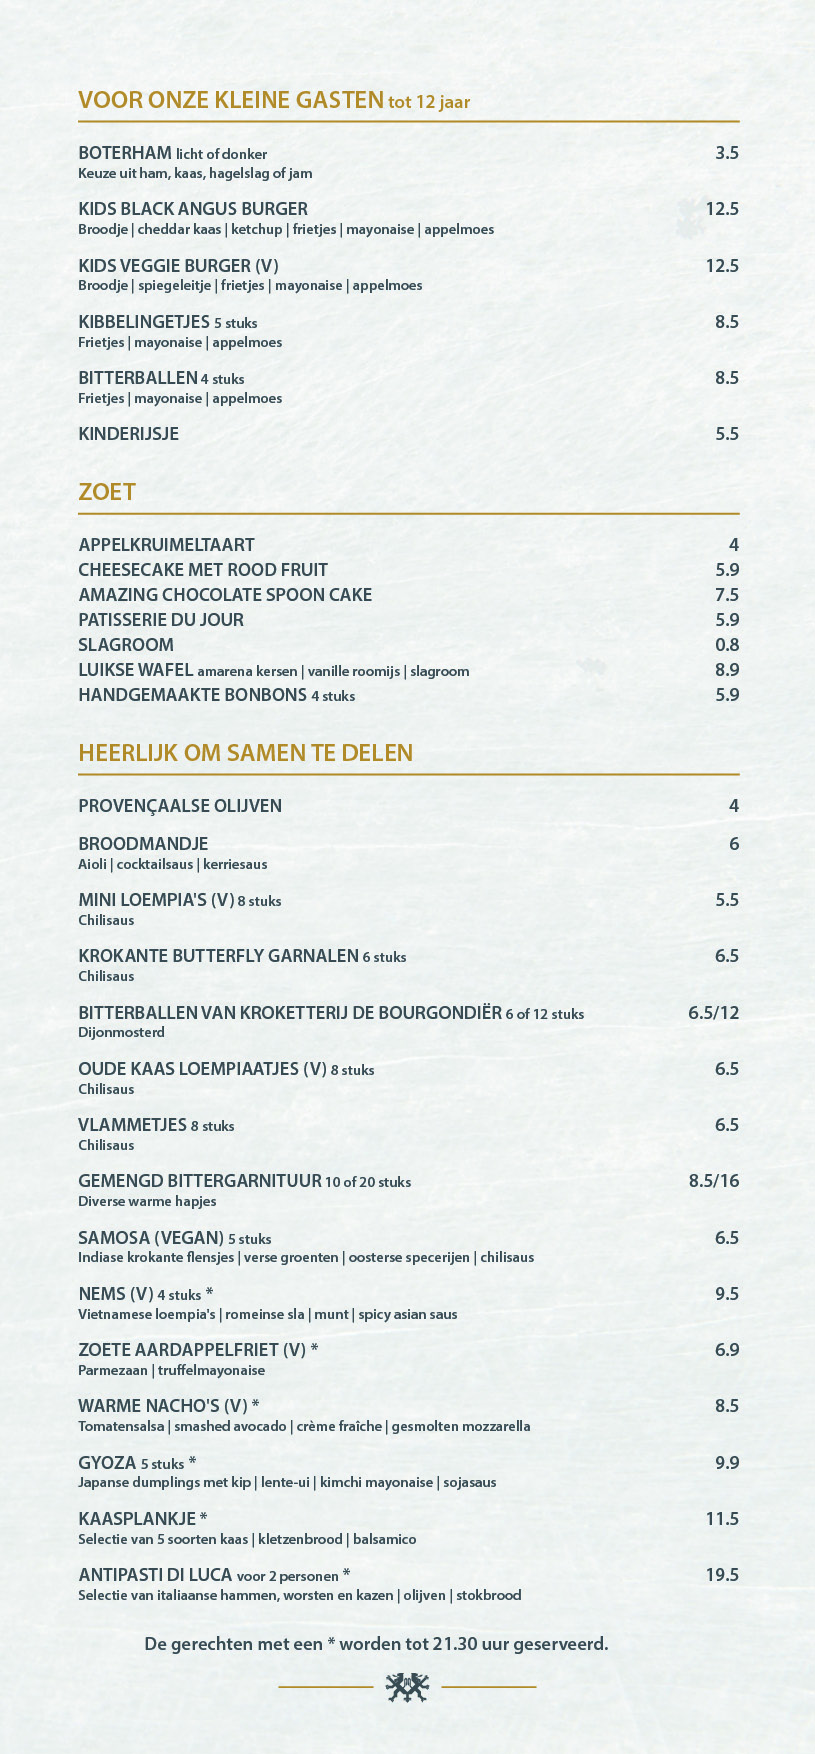 VOOR ONZE KLEINE GASTEN tot 12 jaar
BOTERHAM licht of donker 3.5
Keuze uit ham, kaas, hagelslag of jam
KIDS BLACK ANGUS BURGER 12.5
Broodje | cheddar kaas | ketchup | frietjes | mayonaise | appelmoes
KIDS VEGGIE BURGER (V) 12.5
Broodje | spiegeleitje | frietjes | mayonaise | appelmoes
KIBBELINGETJES 5 stuks 8.5
Frietjes | mayonaise | appelmoes
BITTERBALLEN 4 stuks 8.5
Frietjes | mayonaise | appelmoes
KINDERIJSJE 5.5
ZOET
APPELKRUIMELTAART 4
CHEESECAKE MET ROOD FRUIT 5.9
AMAZING CHOCOLATE SPOON CAKE 7.5
PATISSERIE DU JOUR 5.9
SLAGROOM 0.8
LUIKSE WAFEL amarena kersen | vanille roomijs | slagroom 8.9
HANDGEMAAKTE BONBONS 4 stuks 5.9
HEERLIJK OM SAMEN TE DELEN
PROVENÇAALSE OLIJVEN 4
BROODMANDJE 6
Aioli | cocktailsaus | kerriesaus
MINI LOEMPIA'S (V) 8 stuks 5.5
Chilisaus
KROKANTE BUTTERFLY GARNALEN 6 stuks 6.5
Chilisaus
BITTERBALLEN VAN KROKETTERIJ DE BOURGONDIËR 6 of 12 stuks 6.5/12
Dijonmosterd
OUDE KAAS LOEMPIAATJES (V) 8 stuks 6.5
Chilisaus
VLAMMETJES 8 stuks 6.5
Chilisaus
GEMENGD BITTERGARNITUUR 10 of 20 stuks 8.5/16
Diverse warme hapjes
SAMOSA (VEGAN) 5 stuks 6.5
Indiase krokante flensjes | verse groenten | oosterse specerijen | chilisaus
NEMS (V) 4 stuks * 9.5
Vietnamese loempia's | romeinse sla | munt | spicy asian saus
ZOETE AARDAPPELFRIET (V) * 6.9
Parmezaan | truffelmayonaise
WARME NACHO'S (V) * 8.5
Tomatensalsa | smashed avocado | crème fraîche | gesmolten mozzarella
GYOZA 5 stuks * 9.9
Japanse dumplings met kip | lente-ui | kimchi mayonaise | sojasaus
KAASPLANKJE * 11.5
Selectie van 5 soorten kaas | kletzenbrood | balsamico
ANTIPASTI DI LUCA voor 2 personen * 19.5
Selectie van italiaanse hammen, worsten en kazen | olijven | stokbrood
De gerechten met een * worden tot 21.30 uur geserveerd.